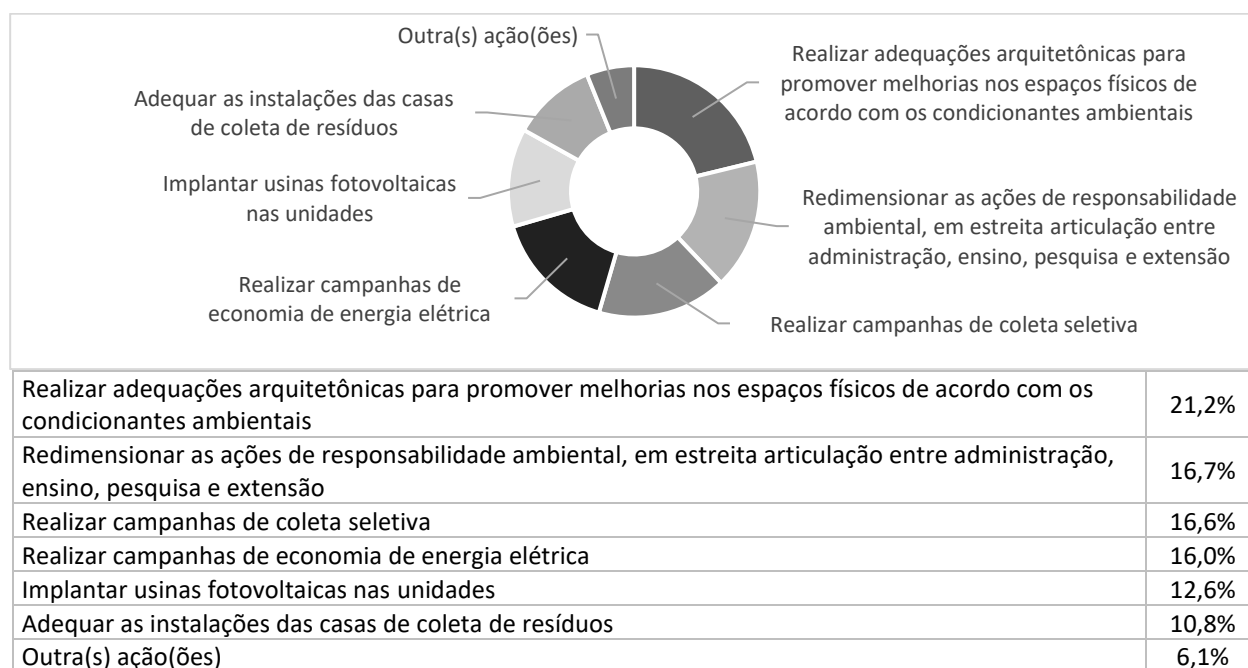 Outra(s) ação(ões)
Realizar adequações arquitetônicas para
promover melhorias nos espaços físicos de
acordo com os condicionantes ambientais
Adequar as instalações das casas
de coleta de resíduos
Implantar usinas fotovoltaicas
nas unidades
Redimensionar as ações de responsabilidade
ambiental, em estreita articulação entre
administração, ensino, pesquisa e extensão
Realizar campanhas de
economia de energia elétrica
Realizar campanhas de coleta seletiva
Realizar adequações arquitetônicas para promover melhorias nos espaços físicos de acordo com os
condicionantes ambientais
21,2%
Redimensionar as ações de responsabilidade ambiental, em estreita articulação entre administração,
ensino, pesquisa e extensão
16,7%
Realizar campanhas de coleta seletiva 16,6%
Realizar campanhas de economia de energia elétrica 16,0%
Implantar usinas fotovoltaicas nas unidades 12,6%
Adequar as instalações das casas de coleta de resíduos 10,8%
Outra(s) ação(ões) 6,1%